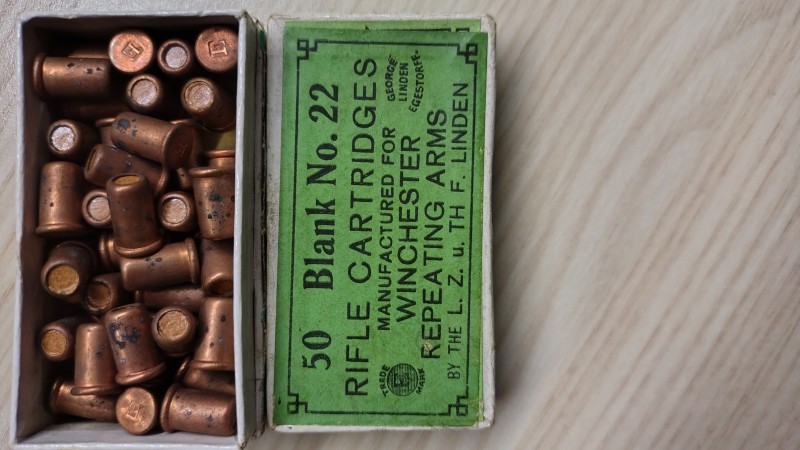 50 Blank No. 22
RIFLE CARTRIDGES
MANUFACTURED FOR
GEORGE
LINDEN
EGESTORFF
WINCHESTER
REPEATING ARMS
BY THE L. Z. u. TH F. LINDEN
TRADE
MARK